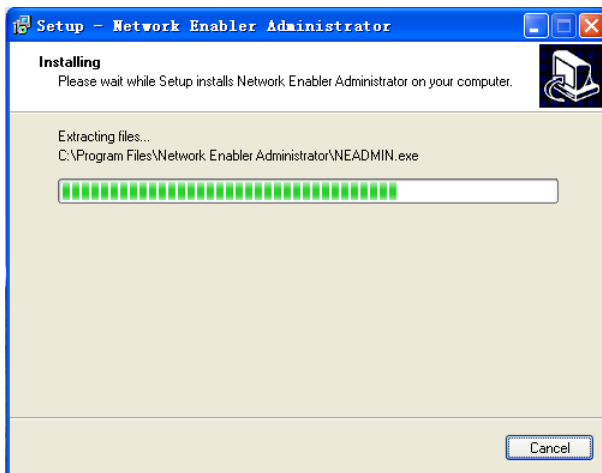 Setup - Network Enabler Administrator
Installing
Please wait while Setup installs Network Enabler Administrator on your computer.
Extracting files...
C:\Program Files\Network Enabler Administrator\NEADMIN.exe
Cancel